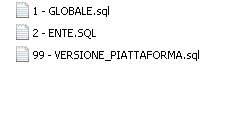 1 - GLOBALE.sql
2 - ENTE.SQL
99 - VERSIONE_PIATTAFORMA.sql